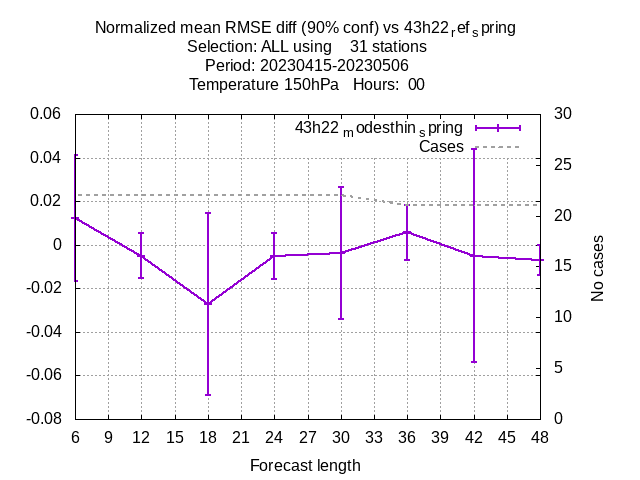 Normalized mean RMSE diff (90% conf) vs 43h22refspring
Selection: ALL using 31 stations
Period: 20230415-20230506
Temperature 150hPa Hours: 00
0.06 30
43h22modesthinspring
Cases
0.04 25
0.02 20
0 15
-0.02
No cases
-0.04 10
-0.06 5
-0.08 0
6 9 12 15 18 21 24 27 30 33 36 39 42 45 48
Forecast length